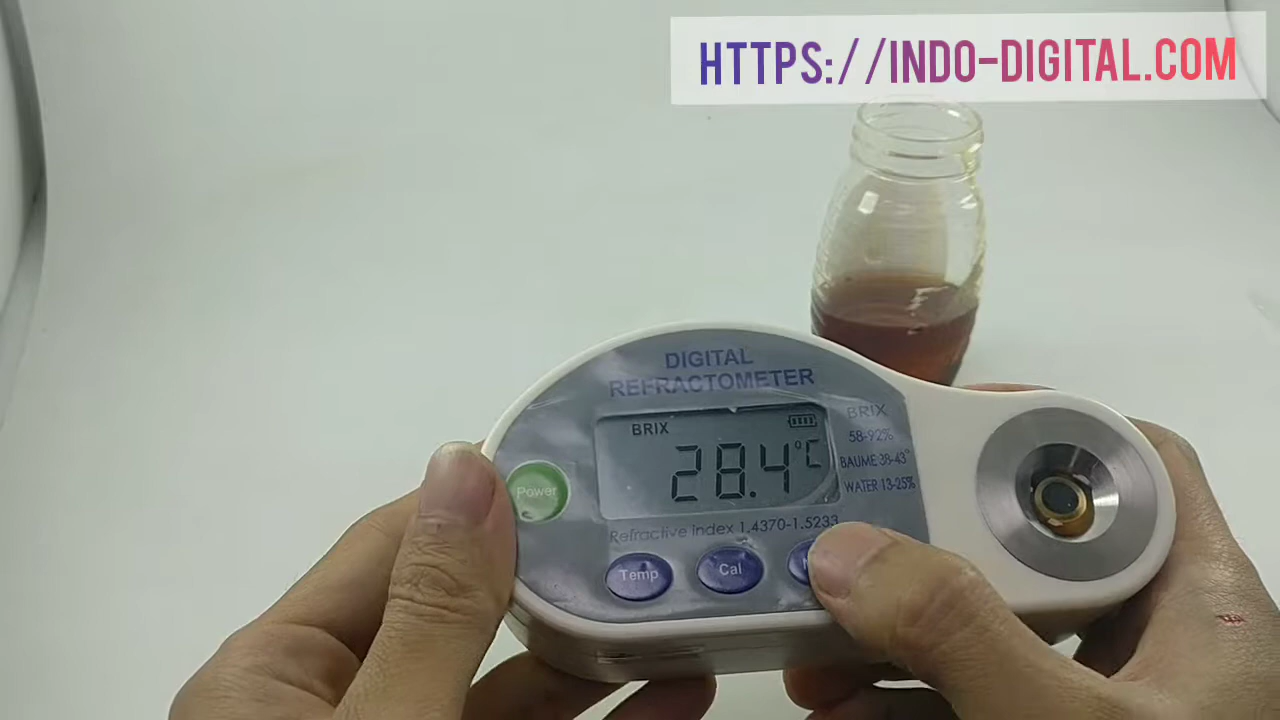 HTTPS://INDO-DIGITAL.COM
DIGITAL
REFRACTOMETER
BRIX
28.4°C
BRIX
58-92%
BAUME 38-43°
WATER 13-25%
Power
Refractive index 1.4370-1.5233
Temp
Cal